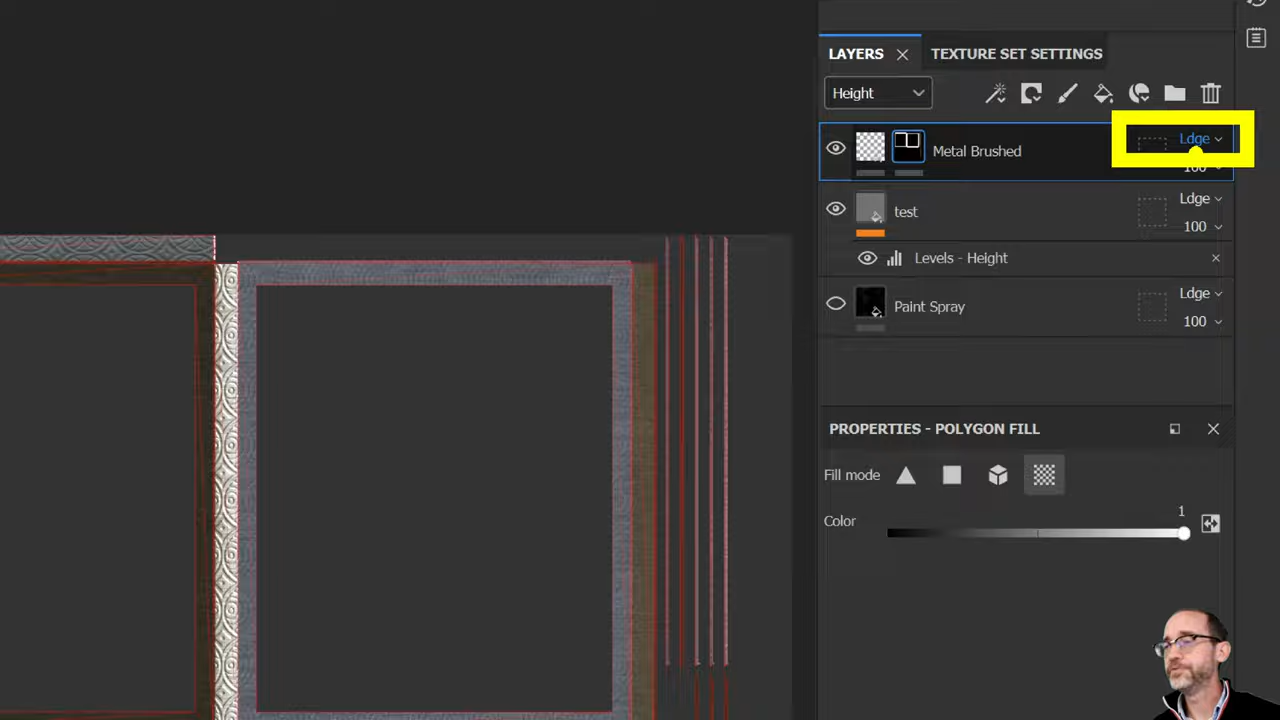 LAYERS
TEXTURE SET SETTINGS
Height
Ldge
Metal Brushed
100
Ldge
test
100
Levels - Height
Ldge
Paint Spray
100
PROPERTIES - POLYGON FILL
Fill mode
1
Color